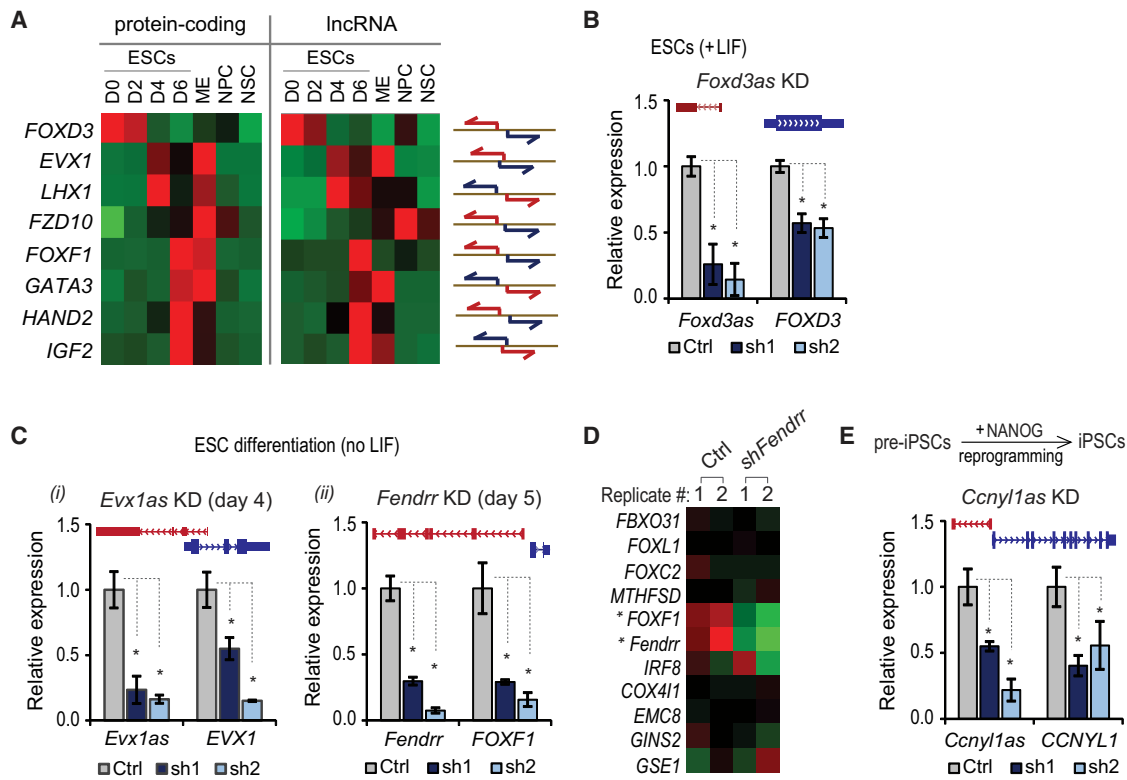 A
protein-coding lncRNA
ESCs ESCs
D0 D2 D4 D6 ME NPC NSC D0 D2 D4 D6 ME NPC NSC
FOXD3
EVX1
LHX1
FZD10
FOXF1
GATA3
HAND2
IGF2
B
ESCs (+LIF)
Foxd3as KD
Relative expression
1.5
1.0
0.5
0.0
* * * *
Foxd3as FOXD3
Ctrl sh1 sh2
C
ESC differentiation (no LIF)
(i) Evx1as KD (day 4)
Relative expression
1.5
1.0
0.5
0.0
* * * *
Evx1as EVX1
Ctrl sh1 sh2
(ii) Fendrr KD (day 5)
Relative expression
1.5
1.0
0.5
0.0
* * * *
Fendrr FOXF1
Ctrl sh1 sh2
D
Ctrl shFendrr
Replicate #: 1 2 1 2
FBXO31
FOXL1
FOXC2
MTHFSD
* FOXF1
* Fendrr
IRF8
COX4I1
EMC8
GINS2
GSE1
E
pre-iPSCs +NANOG reprogramming iPSCs
Ccnyl1as KD
Relative expression
1.5
1.0
0.5
0.0
* * * *
Ccnyl1as CCNYL1
Ctrl sh1 sh2